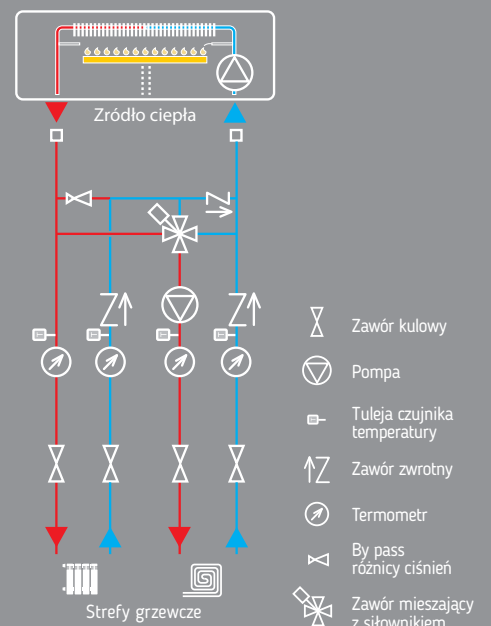 Zródło ciepła
Zawór kulowy
Pompa
Tuleja czujnika
temperatury
Zawór zwrotny
Termometr
By pass
różnicy ciśnień
Zawór mieszający
z siłownikiem
Strefy grzewcze